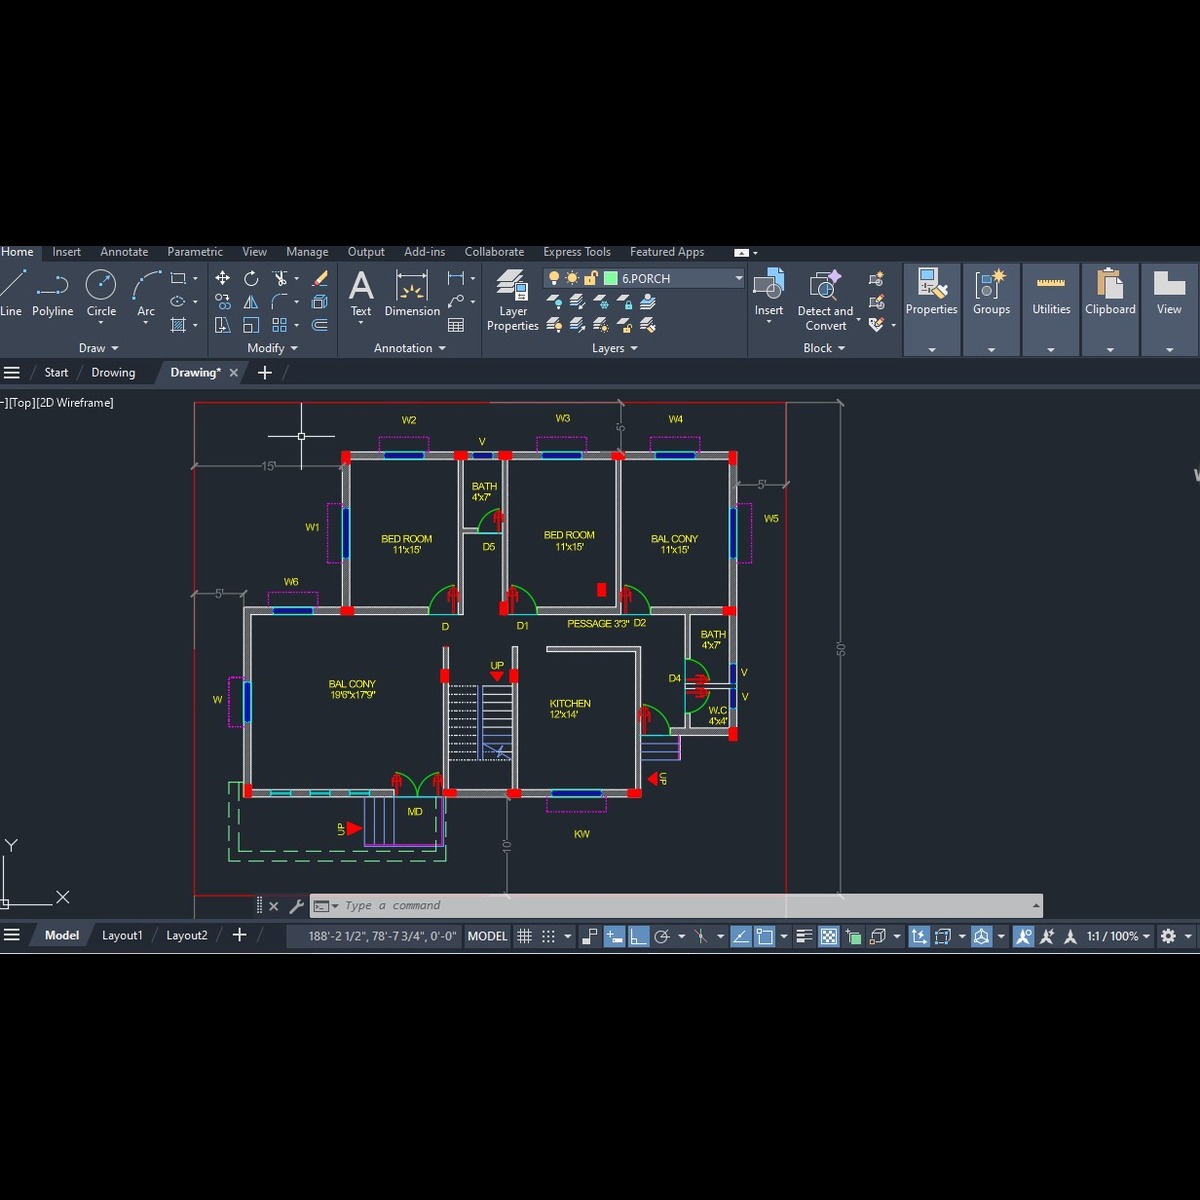 Home Insert Annotate Parametric View Manage Output Add-ins Collaborate Express Tools Featured Apps
6.PORCH
Line Polyline Circle Arc Text Dimension Layer Properties Insert Detect and Convert Properties Groups Utilities Clipboard View
Draw Modify Annotation Layers Block
Start Drowing Drawing*
][Top][2D Wireframe]
W2 W3 W4
V
5'
15'
5'
BATH
4'x7'
W1
W5
BED ROOM
11'x15'
BED ROOM
11'x15'
BAL CONY
11'x15'
D5
W6
5'
D D1 PESSAGE 3'3" D2
BATH
4'x7'
50'
UP
D4
V
BAL CONY
19'6"x17'9"
W
KITCHEN
12'x14'
V
W.C
4'x4'
UP
MD
UP
KW
10'
Y
X
Type a command
Model Layout1 Layout2 188'-2 1/2", 78'-7 3/4", 0'-0" MODEL 1:1 / 100%